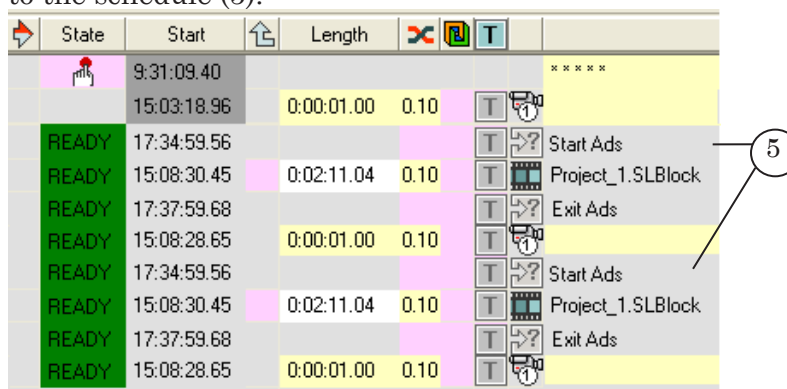 to the schedule (5).
State Start Length T
9:31:09.40 * * * * *
15:03:18.96 0:00:01.00 0.10 T 1
READY 17:34:59.56 T ? Start Ads
5
READY 15:08:30.45 0:02:11.04 0.10 T Project_1.SLBlock
READY 17:37:59.68 T ? Exit Ads
READY 15:08:28.65 0:00:01.00 0.10 T 1
READY 17:34:59.56 T ? Start Ads
READY 15:08:30.45 0:02:11.04 0.10 T Project_1.SLBlock
READY 17:37:59.68 T ? Exit Ads
READY 15:08:28.65 0:00:01.00 0.10 T 1